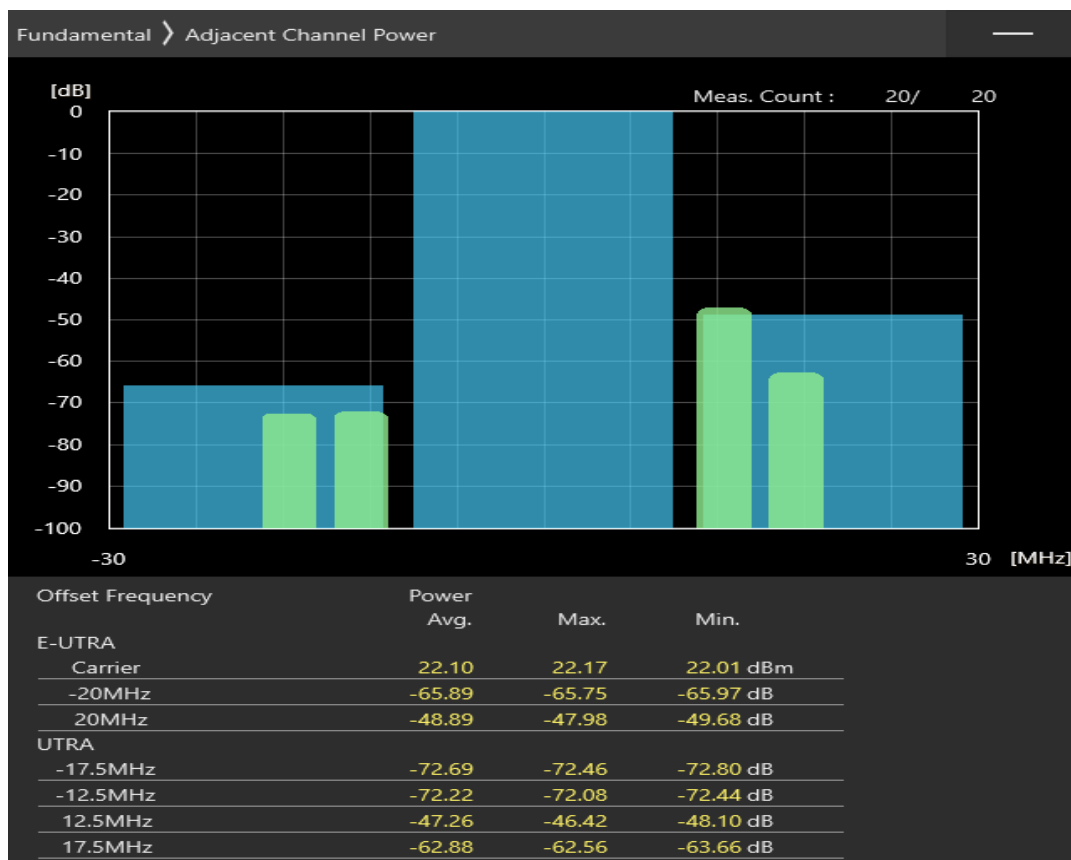 Fundamental ❯ Adjacent Channel Power
[dB]
Meas. Count : 20/ 20
0
-10
-20
-30
-40
-50
-60
-70
-80
-90
-100
-30 30 [MHz]
Offset Frequency Power
Avg. Max. Min.
E-UTRA
Carrier 22.10 22.17 22.01 dBm
-20MHz -65.89 -65.75 -65.97 dB
20MHz -48.89 -47.98 -49.68 dB
UTRA
-17.5MHz -72.69 -72.46 -72.80 dB
-12.5MHz -72.22 -72.08 -72.44 dB
12.5MHz -47.26 -46.42 -48.10 dB
17.5MHz -62.88 -62.56 -63.66 dB